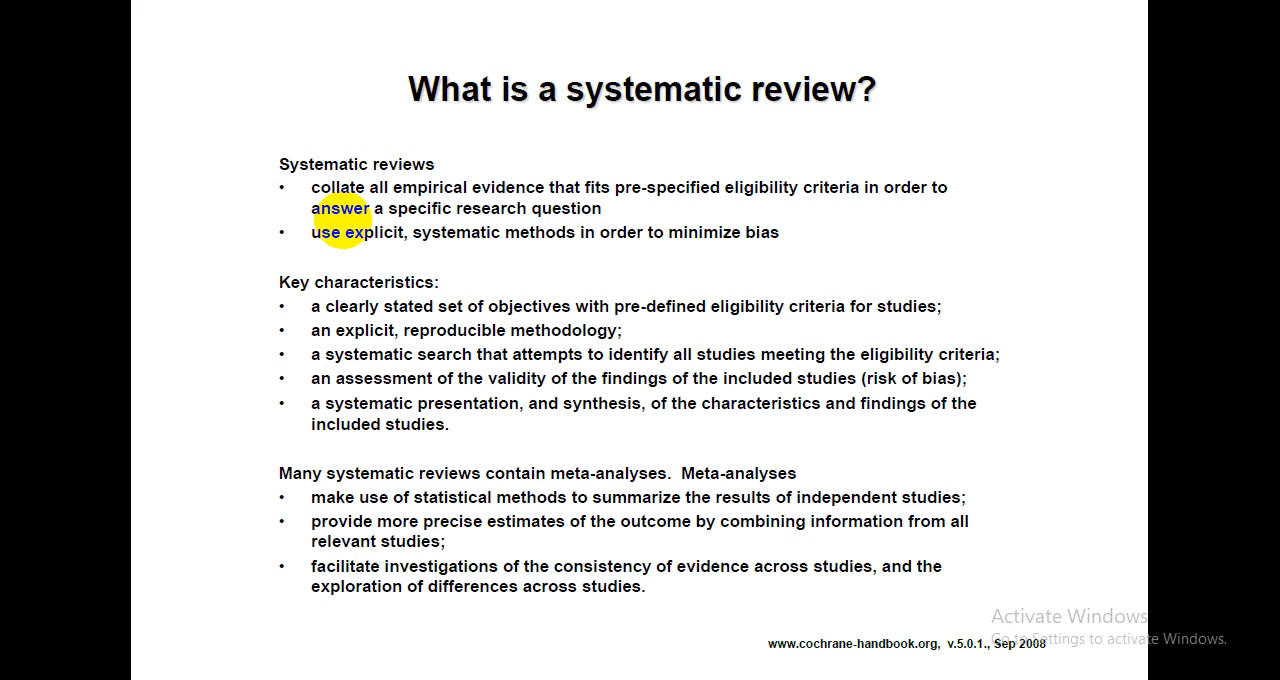 What is a systematic review?
Systematic reviews
• collate all empirical evidence that fits pre-specified eligibility criteria in order to
answer a specific research question
• use explicit, systematic methods in order to minimize bias
Key characteristics:
• a clearly stated set of objectives with pre-defined eligibility criteria for studies;
• an explicit, reproducible methodology;
• a systematic search that attempts to identify all studies meeting the eligibility criteria;
• an assessment of the validity of the findings of the included studies (risk of bias);
• a systematic presentation, and synthesis, of the characteristics and findings of the
included studies.
Many systematic reviews contain meta-analyses. Meta-analyses
• make use of statistical methods to summarize the results of independent studies;
• provide more precise estimates of the outcome by combining information from all
relevant studies;
• facilitate investigations of the consistency of evidence across studies, and the
exploration of differences across studies.
Activate Windows
Go to Settings to activate Windows.
www.cochrane-handbook.org, v.5.0.1., Sep 2008